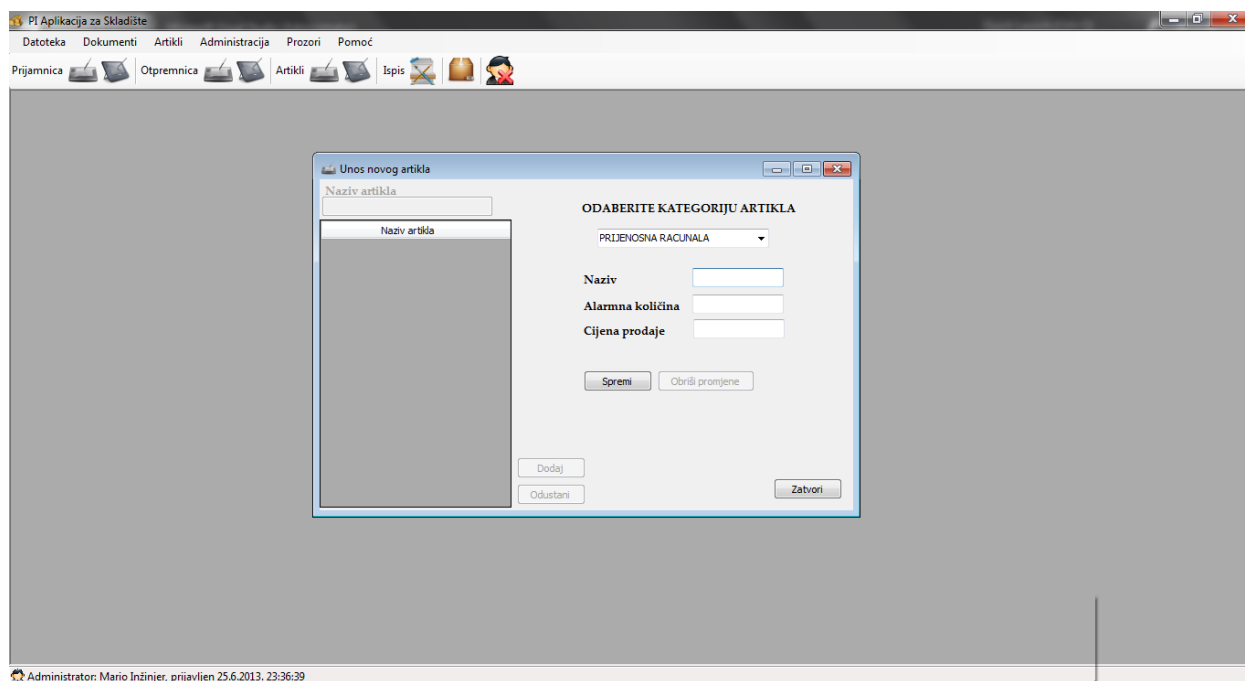 PI Aplikacija za Skladište
Datoteka Dokumenti Artikli Administracija Prozori Pomoć
Prijamnica Otpremnica Artikli Ispis
Unos novog artikla
Naziv artikla
Naziv artikla
ODABERITE KATEGORIJU ARTIKLA
PRIJENOSNA RACUNALA
Naziv
Alarmna količina
Cijena prodaje
Spremi Obriši promjene
Dodaj
Odustani
Zatvori
Administrator: Mario Inžinjer, prijavljen 25.6.2013. 23:36:39